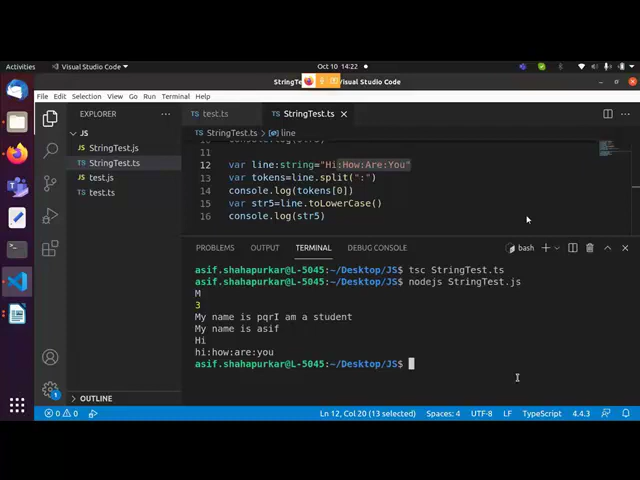 Activities
Visual Studio Code
Oct 10 14:22
StringTe
Visual Studio Code
File Edit Selection View Go Run Terminal Help
EXPLORER
test.ts
StringTest.ts
JS
StringTest.js
StringTest.ts
test.js
test.ts
OUTLINE
StringTest.ts > line
11
12 var line:string="Hi:How:Are:You"
13 var tokens=line.split(":")
14 console.log(tokens[0])
15 var str5=line.toLowerCase()
16 console.log(str5)
PROBLEMS OUTPUT TERMINAL DEBUG CONSOLE
bash
asif.shahapurkar@L-5045:~/Desktop/JS$ tsc StringTest.ts
asif.shahapurkar@L-5045:~/Desktop/JS$ nodejs StringTest.js
M
3
My name is pqrI am a student
My name is asif
Hi
hi:how:are:you
asif.shahapurkar@L-5045:~/Desktop/JS$
1
0 0
Ln 12, Col 20 (13 selected)
Spaces: 4
UTF-8
LF
TypeScript
4.4.3